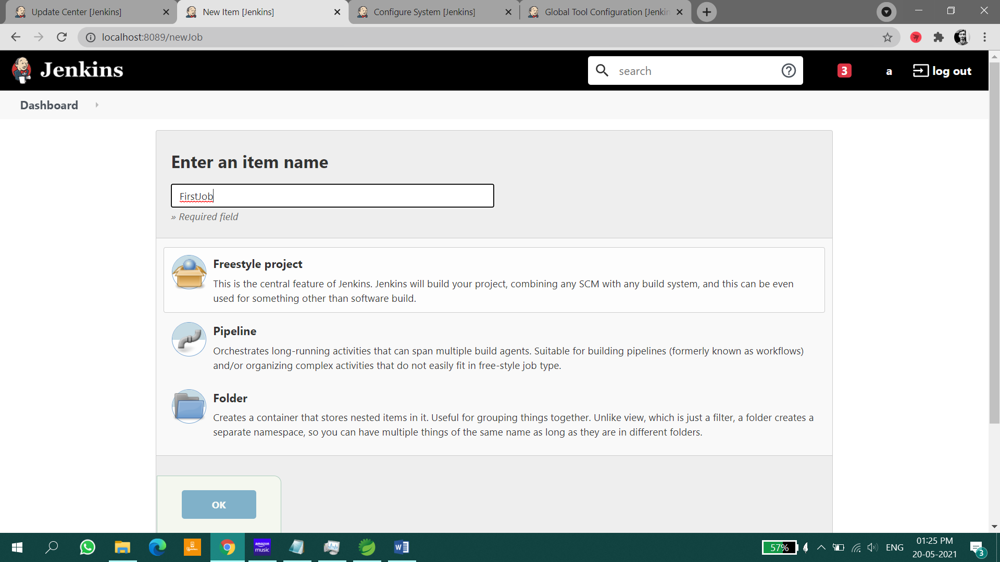 Update Center [Jenkins]
New Item [Jenkins]
Configure System [Jenkins]
Global Tool Configuration [Jenkin
localhost:8089/newJob
Jenkins
search
3
a
log out
Dashboard
Enter an item name
FirstJob
» Required field
Freestyle project
This is the central feature of Jenkins. Jenkins will build your project, combining any SCM with any build system, and this can be even
used for something other than software build.
Pipeline
Orchestrates long-running activities that can span multiple build agents. Suitable for building pipelines (formerly known as workflows)
and/or organizing complex activities that do not easily fit in free-style job type.
Folder
Creates a container that stores nested items in it. Useful for grouping things together. Unlike view, which is just a filter, a folder creates a
separate namespace, so you can have multiple things of the same name as long as they are in different folders.
OK
amazon
music
57%
ENG
01:25 PM
20-05-2021
3